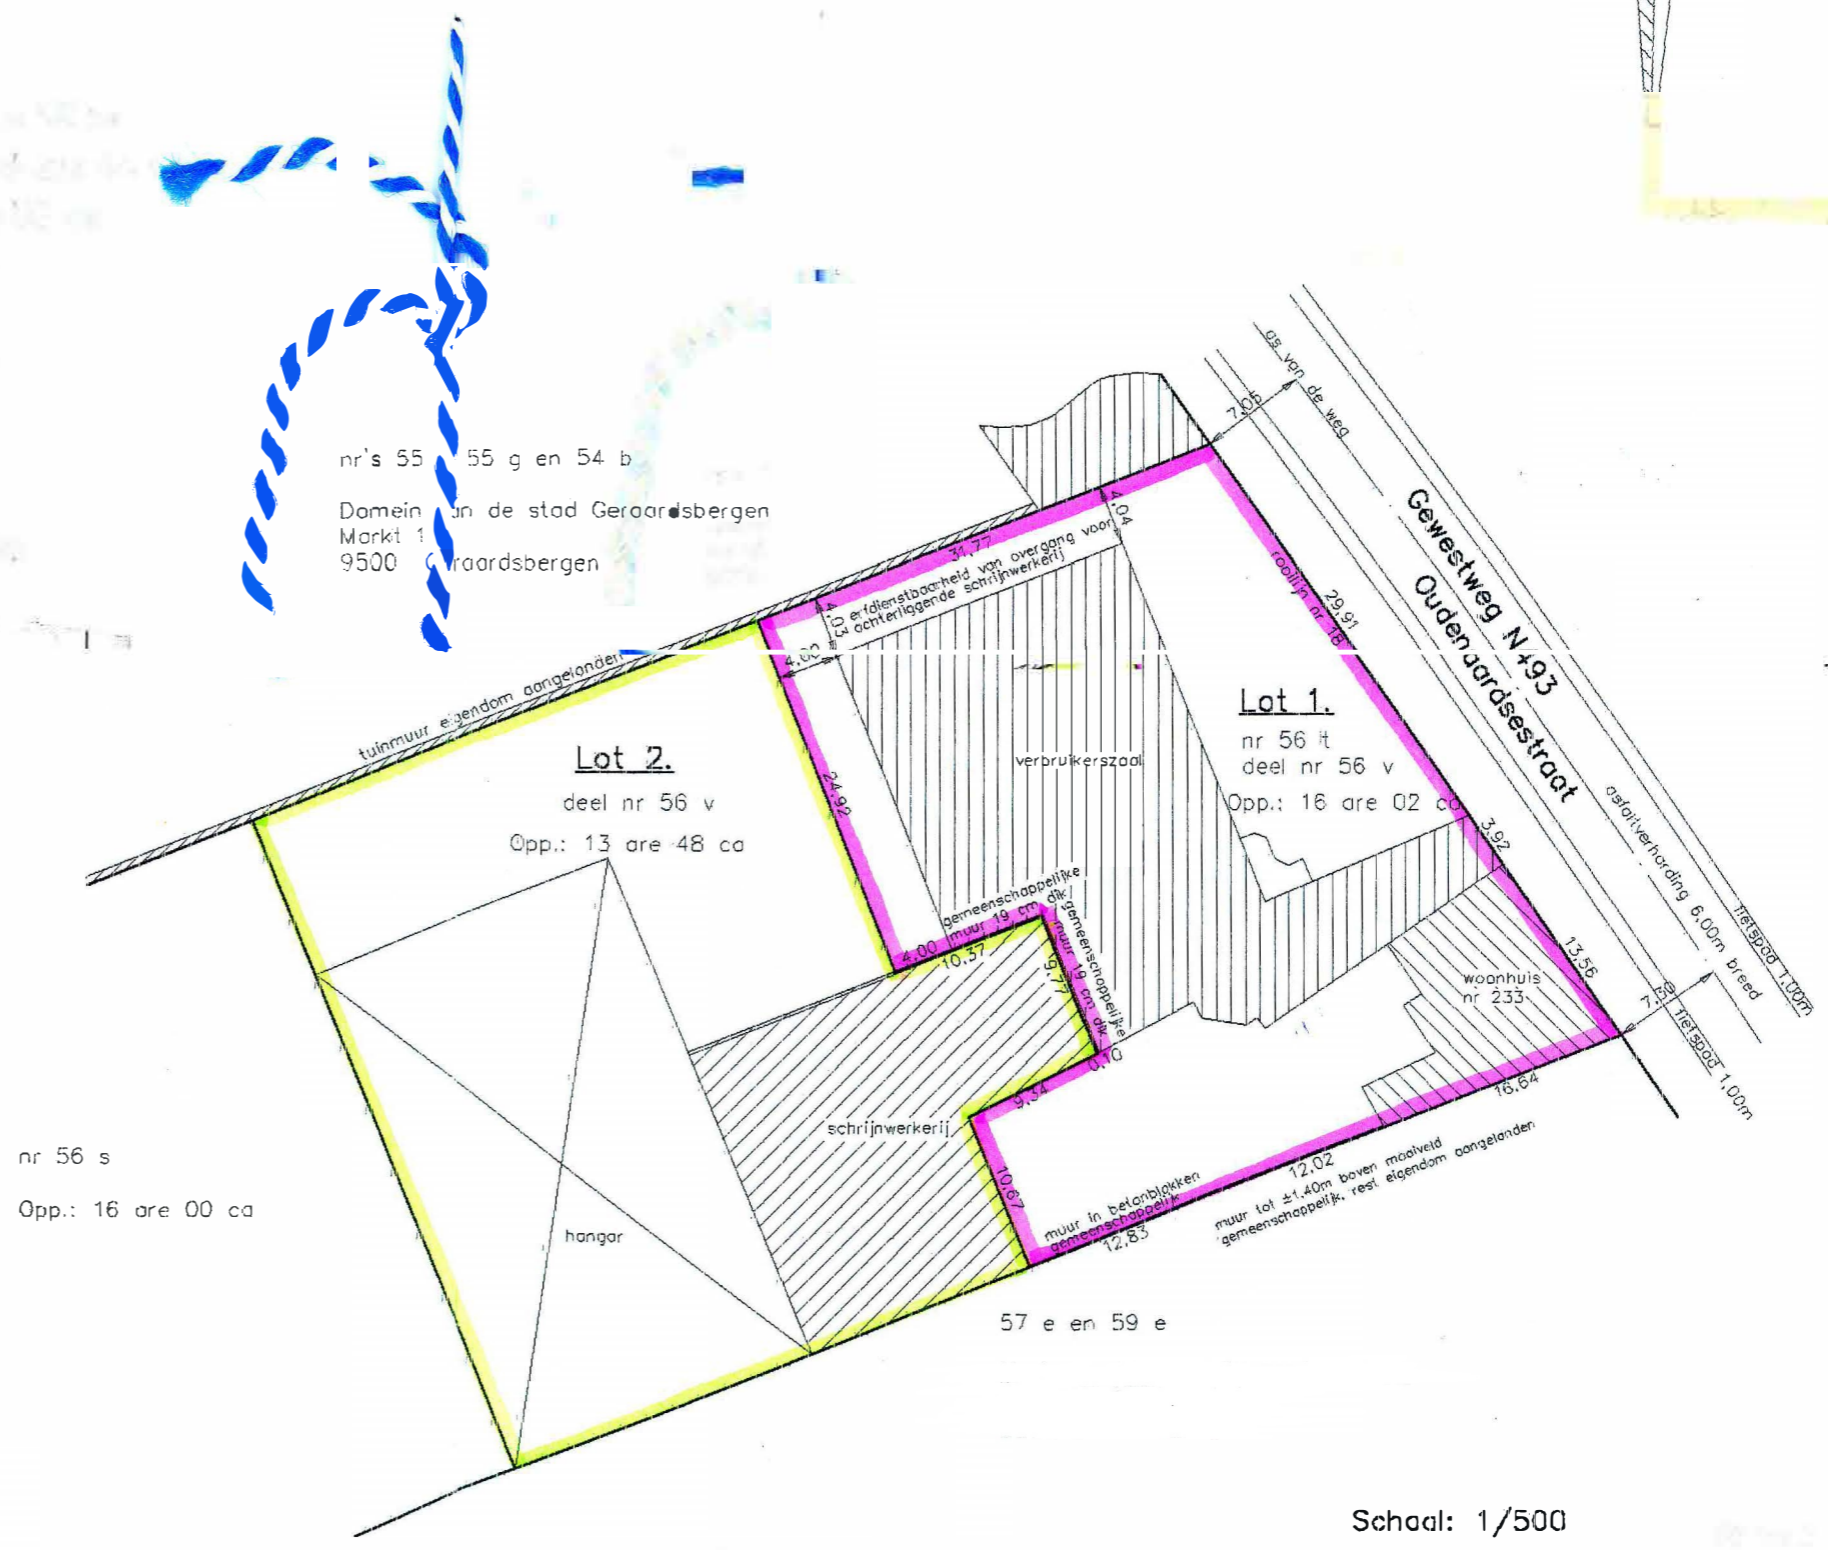 nr's 55 55 g en 54 b
Domein an de stad Geraardsbergen
Markt 1
9500 raardsbergen
as van de weg
7,05
Gewestweg N493
Oudenaardsestraat
4,04
31,77
erfdienstbaarheid van overgang voor
achterliggende schrijnwerkerij
4,03
4,00
rooilijn nr 18
29,91
tuinmuur eigendom aangelanden
Lot 1.
nr 56 t
deel nr 56 v
Opp.: 16 are 02 ca
verbruikerszaal
Lot 2.
deel nr 56 v
Opp.: 13 are 48 ca
24,92
3,92
asfaltverharding 6,00m breed
fietspad 1,00m
gemeenschappelijke
muur 19 cm dik
4,00
10,37
gemeenschappelijke
muur 19 cm dik
9,77
13,56
woonhuis
nr 233
7,59
fietspad 1,00m
0,10
9,34
16,64
schrijnwerkerij
nr 56 s
Opp.: 16 are 00 ca
10,67
12,02
muur tot ±1,40m boven maaiveld
gemeenschappelijk, rest eigendom aangelanden
muur in betonblokken
gemeenschappelijk
12,83
hangar
57 e en 59 e
Schaal: 1/500